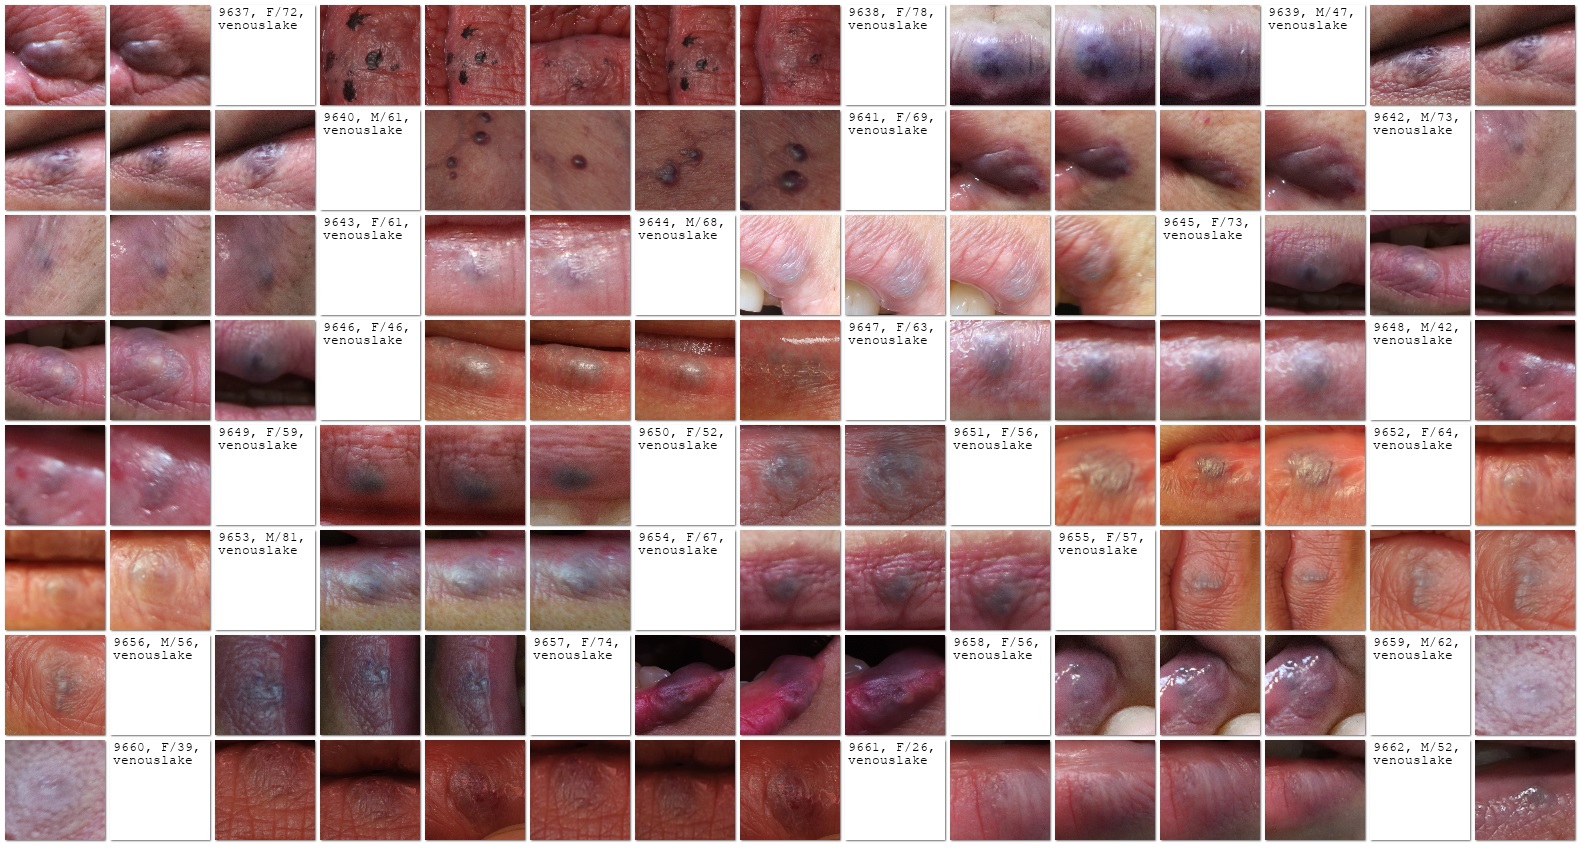 9637, F/72,
venouslake
9638, F/78,
venouslake
9639, M/47,
venouslake
9640, M/61,
venouslake
9641, F/69,
venouslake
9642, M/73,
venouslake
9643, F/61,
venouslake
9644, M/68,
venouslake
9645, F/73,
venouslake
9646, F/46,
venouslake
9647, F/63,
venouslake
9648, M/42,
venouslake
9649, F/59,
venouslake
9650, F/52,
venouslake
9651, F/56,
venouslake
9652, F/64,
venouslake
9653, M/81,
venouslake
9654, F/67,
venouslake
9655, F/57,
venouslake
9656, M/56,
venouslake
9657, F/74,
venouslake
9658, F/56,
venouslake
9659, M/62,
venouslake
9660, F/39,
venouslake
9661, F/26,
venouslake
9662, M/52,
venouslake